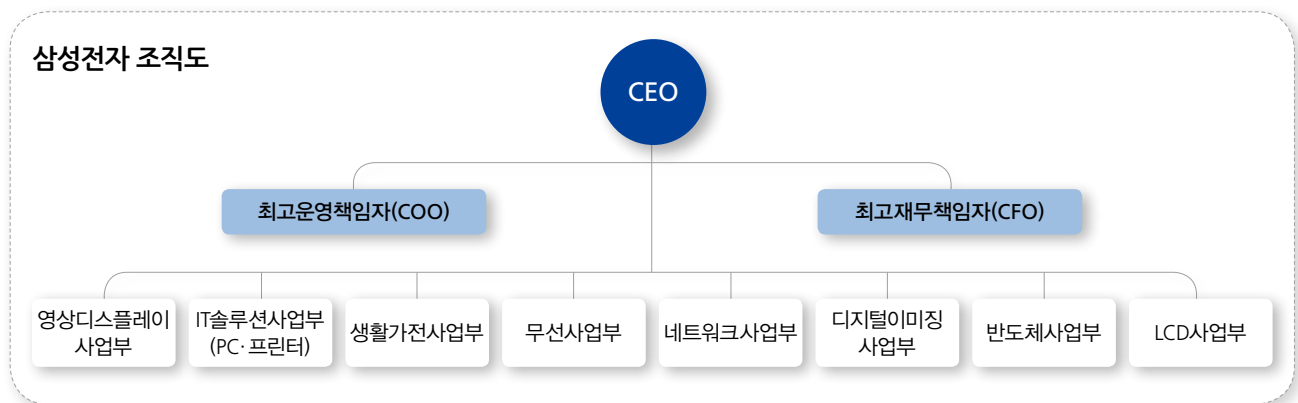 삼성전자 조직도
CEO
최고운영책임자(COO)
최고재무책임자(CFO)
영상디스플레이
사업부
IT솔루션사업부
(PC·프린터)
생활가전사업부
무선사업부
네트워크사업부
디지털이미징
사업부
반도체사업부
LCD사업부